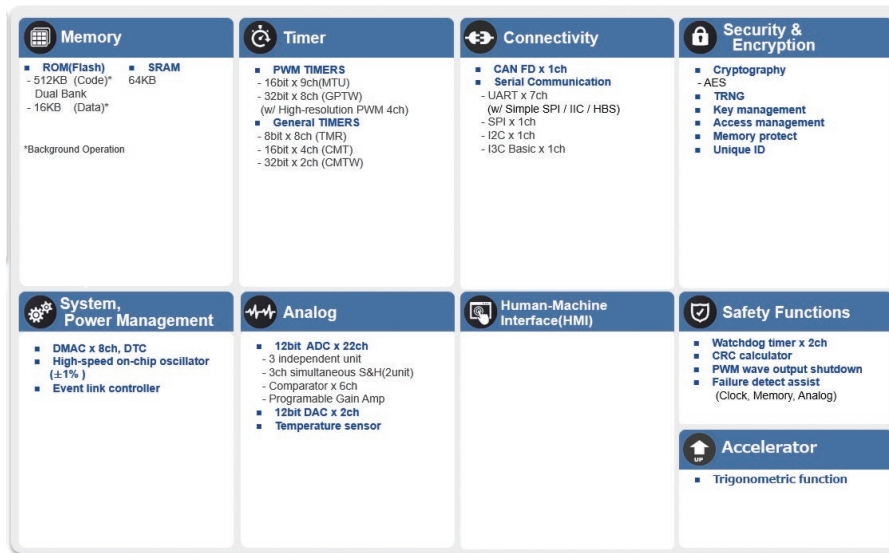 Memory
■ ROM(Flash) ■ SRAM
- 512KB (Code)* 64KB
Dual Bank
- 16KB (Data)*
*Background Operation
Timer
■ PWM TIMERS
- 16bit x 9ch(MTU)
- 32bit x 8ch (GPTW)
(w/ High-resolution PWM 4ch)
■ General TIMERS
- 8bit x 8ch (TMR)
- 16bit x 4ch (CMT)
- 32bit x 2ch (CMTW)
Connectivity
■ CAN FD x 1ch
■ Serial Communication
- UART x 7ch
(w/ Simple SPI / IIC / HBS)
- SPI x 1ch
- I2C x 1ch
- I3C Basic x 1ch
Security &
Encryption
■ Cryptography
- AES
■ TRNG
■ Key management
■ Access management
■ Memory protect
■ Unique ID
System,
Power Management
■ DMAC x 8ch, DTC
■ High-speed on-chip oscillator
(±1% )
■ Event link controller
Analog
■ 12bit ADC x 22ch
- 3 independent unit
- 3ch simultaneous S&H(2unit)
- Comparator x 6ch
- Programable Gain Amp
■ 12bit DAC x 2ch
■ Temperature sensor
Human-Machine
Interface(HMI)
Safety Functions
■ Watchdog timer x 2ch
■ CRC calculator
■ PWM wave output shutdown
■ Failure detect assist
(Clock, Memory, Analog)
UP
Accelerator
■ Trigonometric function